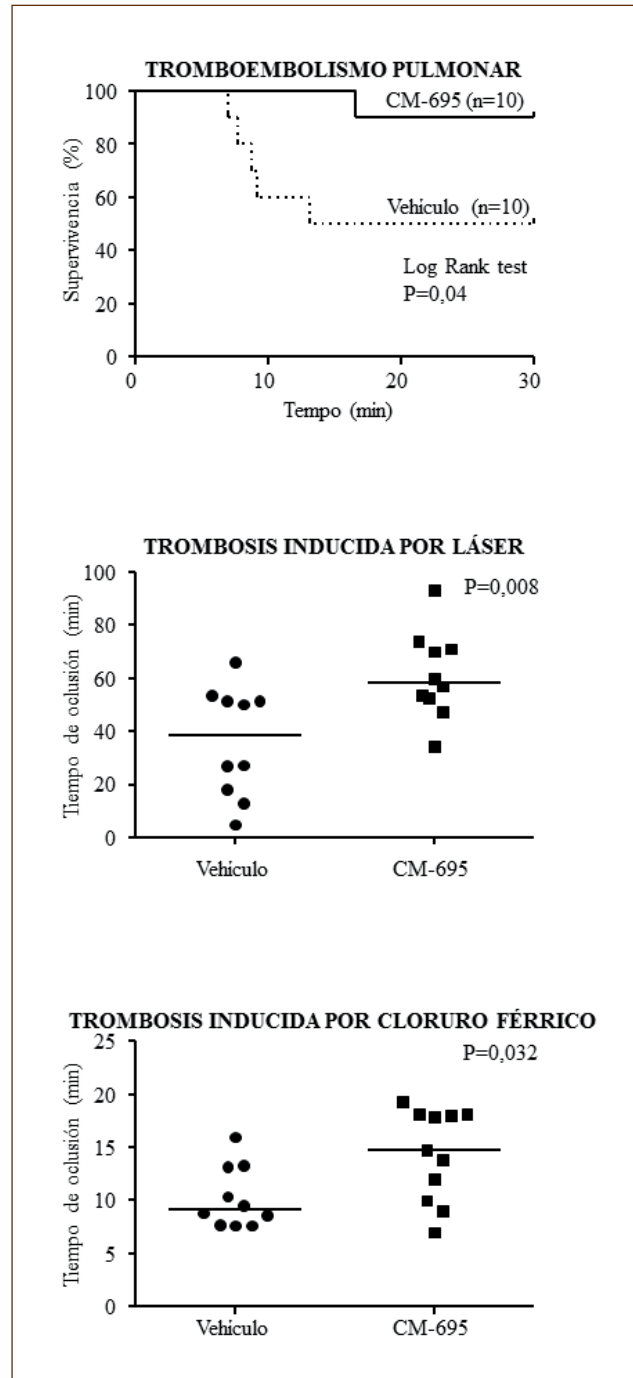 TROMBOEMBOLISMO PULMONAR
100
80
60
40
20
0
Supervivencia (%)
CM-695 (n=10)
Vehículo (n=10)
Log Rank test
P=0,04
0 10 20 30
Tempo (min)
TROMBOSIS INDUCIDA POR LÁSER
100
80
60
40
20
0
Tiempo de oclusión (min)
P=0,008
Vehículo CM-695
TROMBOSIS INDUCIDA POR CLORURO FÉRRICO
25
20
15
10
5
0
Tiempo de oclusión (min)
P=0,032
Vehículo CM-695